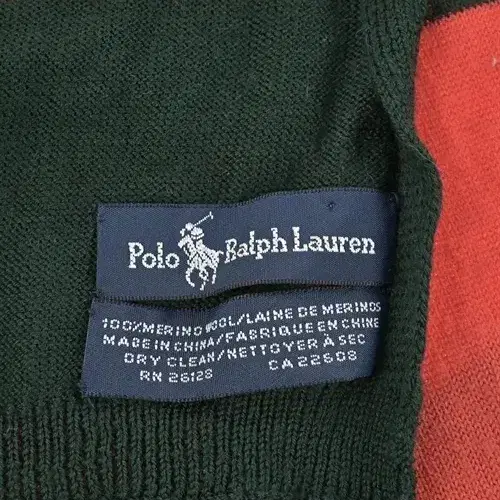 Polo Ralph Lauren
100%MERINO WOOL/LAINE DE MERINOS
MADE IN CHINA/FABRIQUE EN CHINE
DRY CLEAN/NETTOYER À SEC
RN 26128 CA 22508